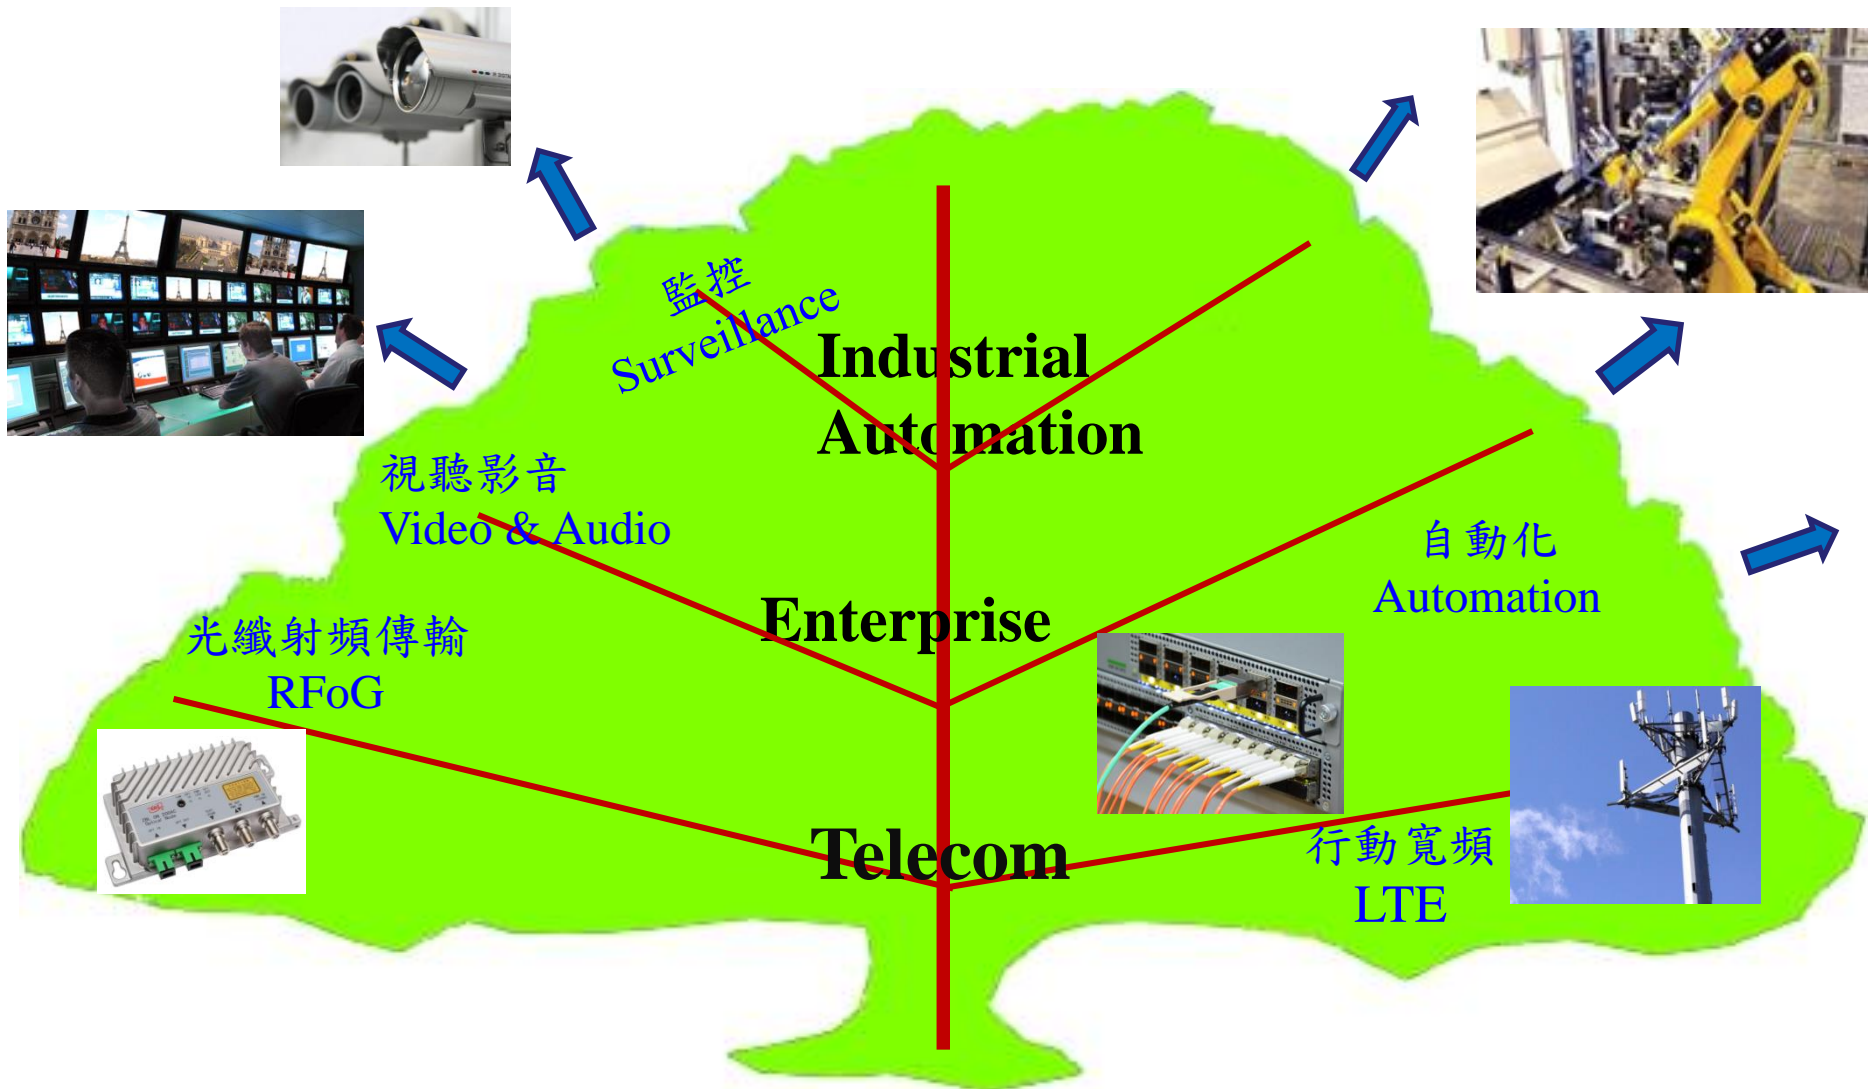 監控
Surveillance
Industrial
Automation
視聽影音
Video & Audio
自動化
Automation
Enterprise
光纖射頻傳輸
RFoG
Telecom
行動寬頻
LTE